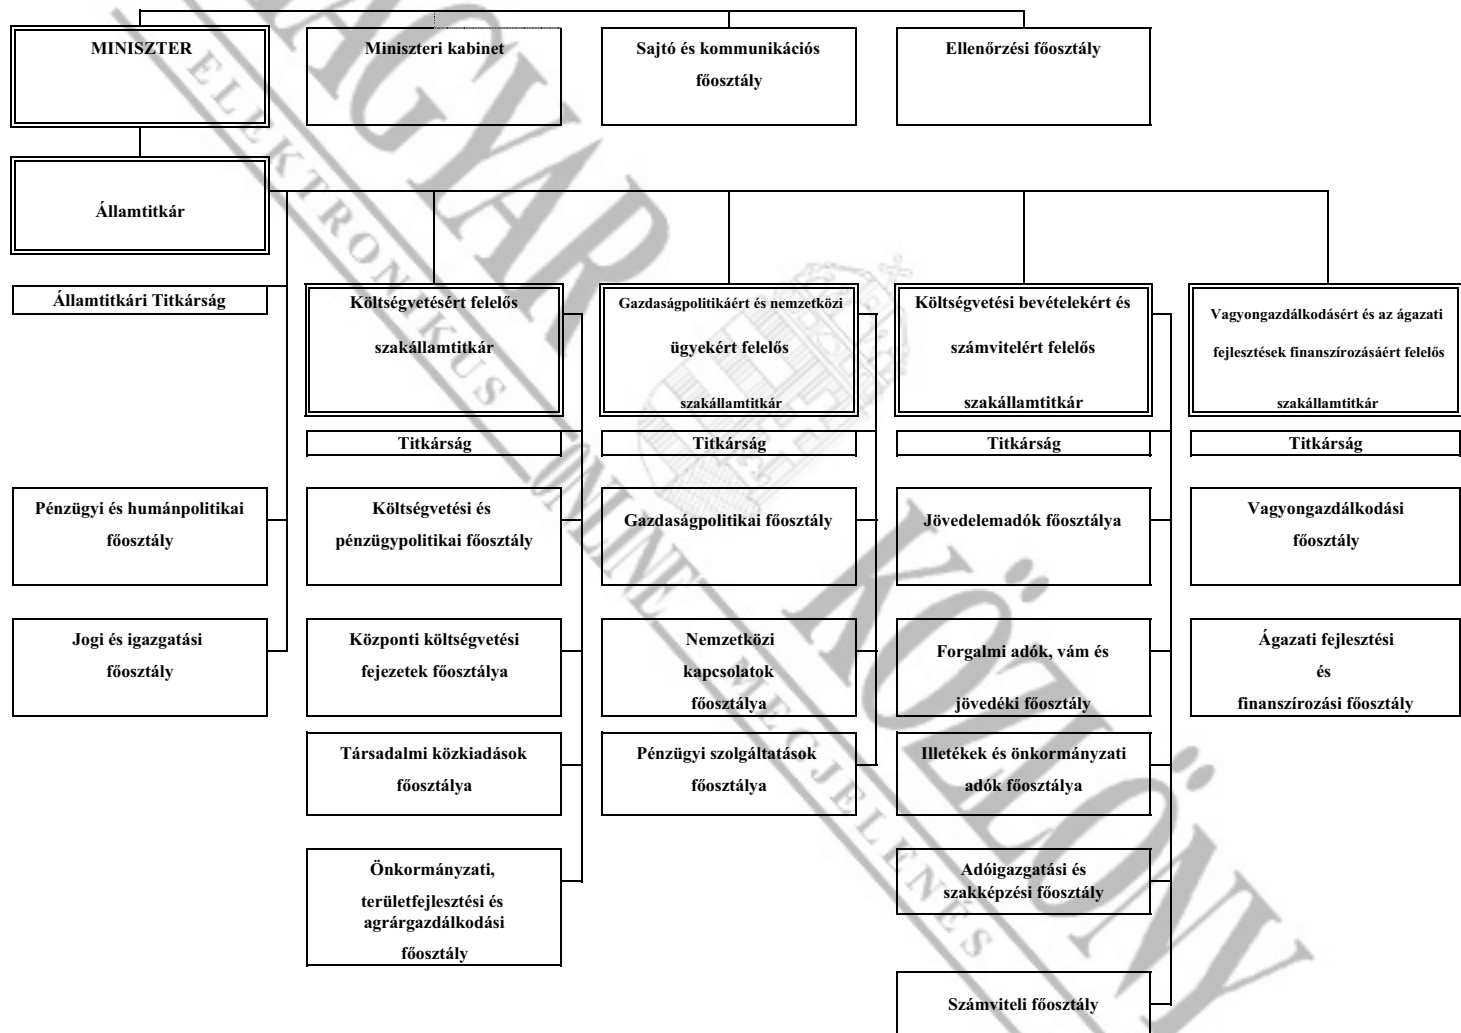 MINISZTER
Miniszteri kabinet
Sajtó és kommunikációs
főosztály
Ellenőrzési főosztály
Államtitkár
Államtitkári Titkárság
Pénzügyi és humánpolitikai
főosztály
Jogi és igazgatási
főosztály
Költségvetésért felelős
szakállamtitkár
Titkárság
Költségvetési és
pénzügypolitikai főosztály
Központi költségvetési
fejezetek főosztálya
Társadalmi közkiadások
főosztálya
Önkormányzati,
területfejlesztési és
agrárgazdálkodási
főosztály
Gazdaságpolitikáért és nemzetközi
ügyekért felelős
szakállamtitkár
Titkárság
Gazdaságpolitikai főosztály
Nemzetközi
kapcsolatok
főosztálya
Pénzügyi szolgáltatások
főosztálya
Költségvetési bevételekért és
számvitelért felelős
szakállamtitkár
Titkárság
Jövedelemadók főosztálya
Forgalmi adók, vám és
jövedéki főosztály
Illetékek és önkormányzati
adók főosztálya
Adóigazgatási és
szakképzési főosztály
Számviteli főosztály
Vagyongazdálkodásért és az ágazati
fejlesztések finanszírozásáért felelős
szakállamtitkár
Titkárság
Vagyongazdálkodási
főosztály
Ágazati fejlesztési
és
finanszírozási főosztály
MAGYAR KÖZLÖNY
ELEKTRONIKUS ONLINE MEGJELENÉS